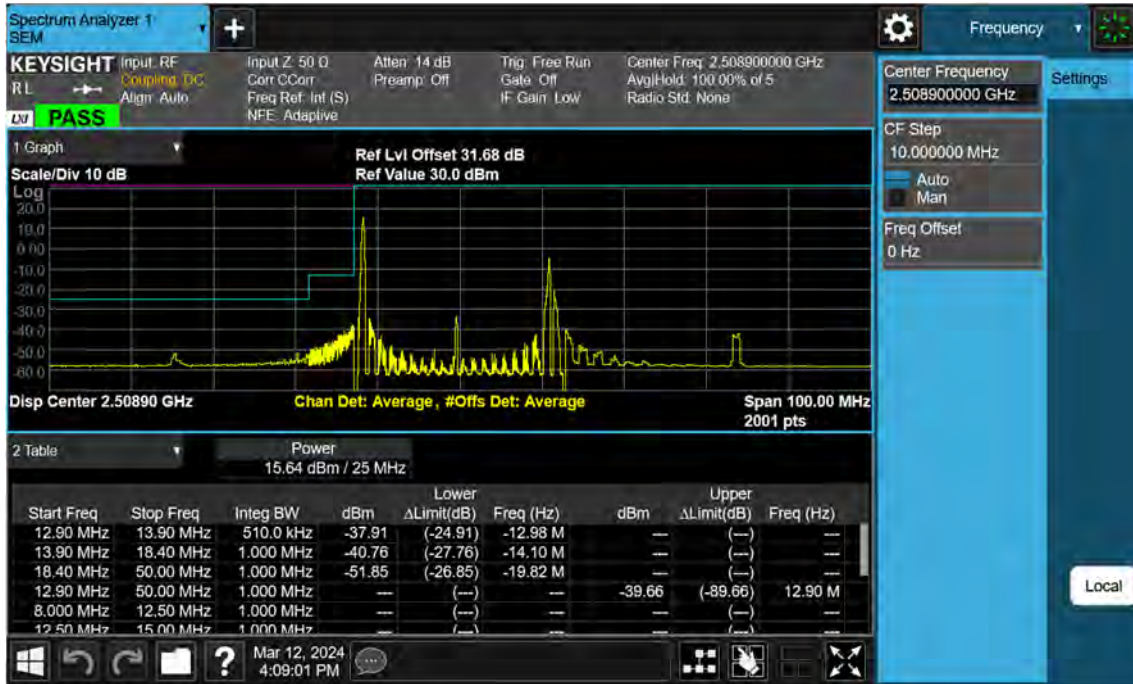 Spectrum Analyzer 1
SEM
Frequency
KEYSIGHT
RL
LXI
PASS
Input: RF
Coupling: DC
Align: Auto
Input Z: 50 Ω
Corr CCorr
Freq Ref: Int (S)
NFE: Adaptive
Atten: 14 dB
Preamp: Off
Trig: Free Run
Gate: Off
IF Gain: Low
Center Freq: 2.508900000 GHz
Avg|Hold: 100.00% of 5
Radio Std: None
Center Frequency
2.508900000 GHz
Settings
CF Step
10.000000 MHz
Auto
Man
Freq Offset
0 Hz
Local
1 Graph
Scale/Div 10 dB
Ref Lvl Offset 31.68 dB
Ref Value 30.0 dBm
Log
20.0
10.0
0.00
-10.0
-20.0
-30.0
-40.0
-50.0
-60.0
Disp Center 2.50890 GHz
Chan Det: Average, #Offs Det: Average
Span 100.00 MHz
2001 pts
2 Table
Power
15.64 dBm / 25 MHz
Lower Upper
Start Freq Stop Freq Integ BW dBm ΔLimit(dB) Freq (Hz) dBm ΔLimit(dB) Freq (Hz)
12.90 MHz 13.90 MHz 510.0 kHz -37.91 (-24.91) -12.98 M --- (---) ---
13.90 MHz 18.40 MHz 1.000 MHz -40.76 (-27.76) -14.10 M --- (---) ---
18.40 MHz 50.00 MHz 1.000 MHz -51.85 (-26.85) -19.82 M --- (---) ---
12.90 MHz 50.00 MHz 1.000 MHz --- (---) --- -39.66 (-89.66) 12.90 M
8.000 MHz 12.50 MHz 1.000 MHz --- (---) --- --- (---) ---
12.50 MHz 15.00 MHz 1.000 MHz --- (---) --- --- (---) ---
?
Mar 12, 2024
4:09:01 PM